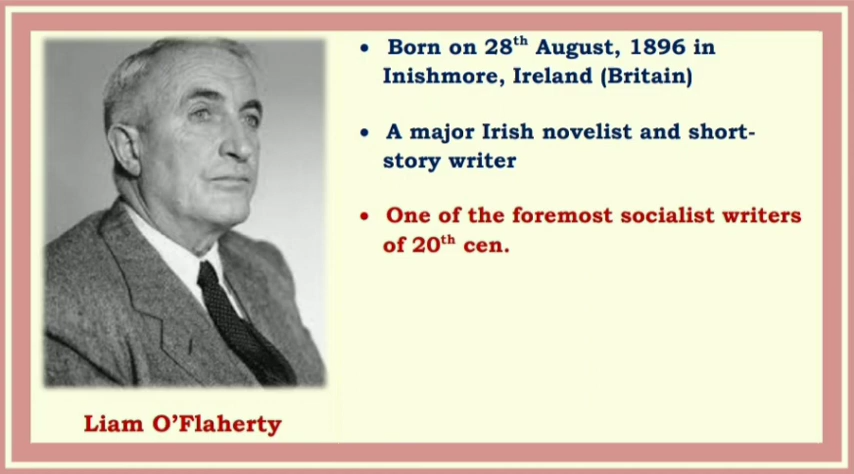 • Born on 28th August, 1896 in
Inishmore, Ireland (Britain)
• A major Irish novelist and short-
story writer
• One of the foremost socialist writers
of 20th cen.
Liam O'Flaherty